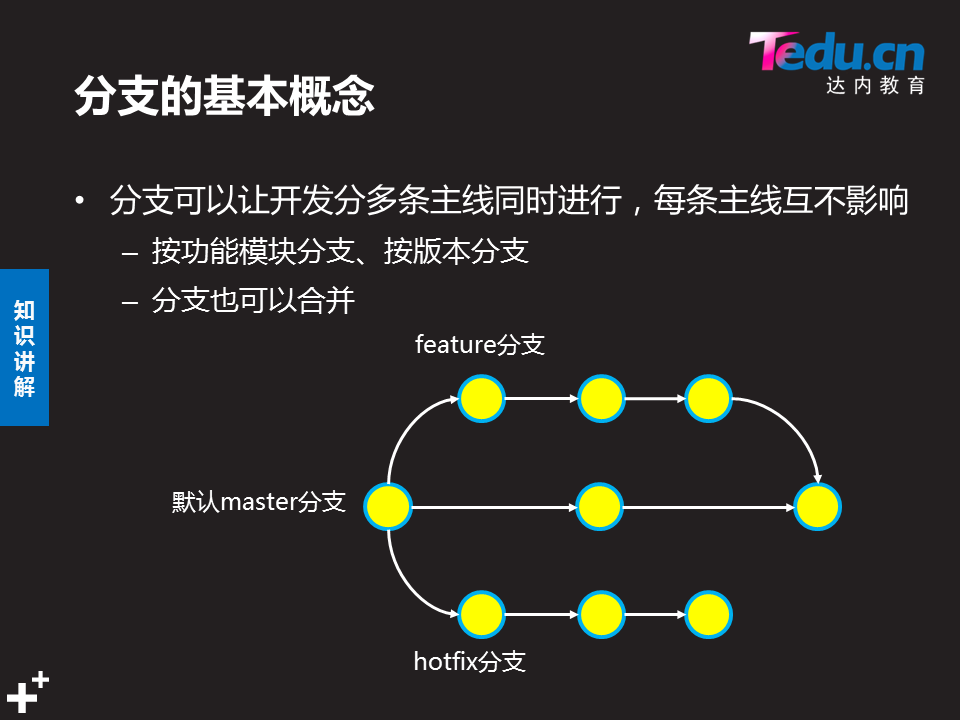 Tedu.cn
达内教育
分支的基本概念
• 分支可以让开发分多条主线同时进行，每条主线互不影响
– 按功能模块分支、按版本分支
– 分支也可以合并
知识讲解
feature分支
默认master分支
hotfix分支